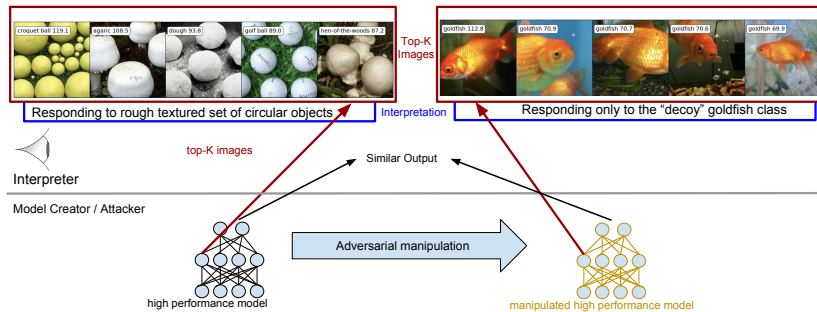 croquet ball 119.1
agaric 108.5
dough 93.8
golf ball 89.0
hen-of-the-woods 87.2
Top-K
Images
goldfish 112.8
goldfish 70.9
goldfish 70.7
goldfish 70.6
goldfish 69.9
Responding to rough textured set of circular objects
Interpretation
Responding only to the “decoy” goldfish class
top-K images
Similar Output
Interpreter
Model Creator / Attacker
Adversarial manipulation
high performance model
manipulated high performance model